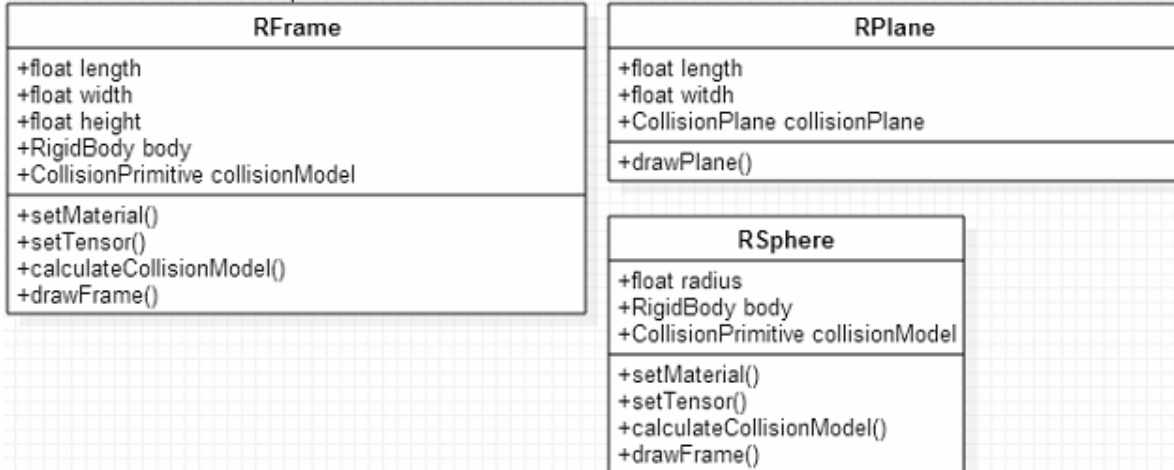 RFrame
+float length
+float width
+float height
+RigidBody body
+CollisionPrimitive collisionModel
+setMaterial()
+setTensor()
+calculateCollisionModel()
+drawFrame()
RPlane
+float length
+float witdh
+CollisionPlane collisionPlane
+drawPlane()
RSphere
+float radius
+RigidBody body
+CollisionPrimitive collisionModel
+setMaterial()
+setTensor()
+calculateCollisionModel()
+drawFrame()